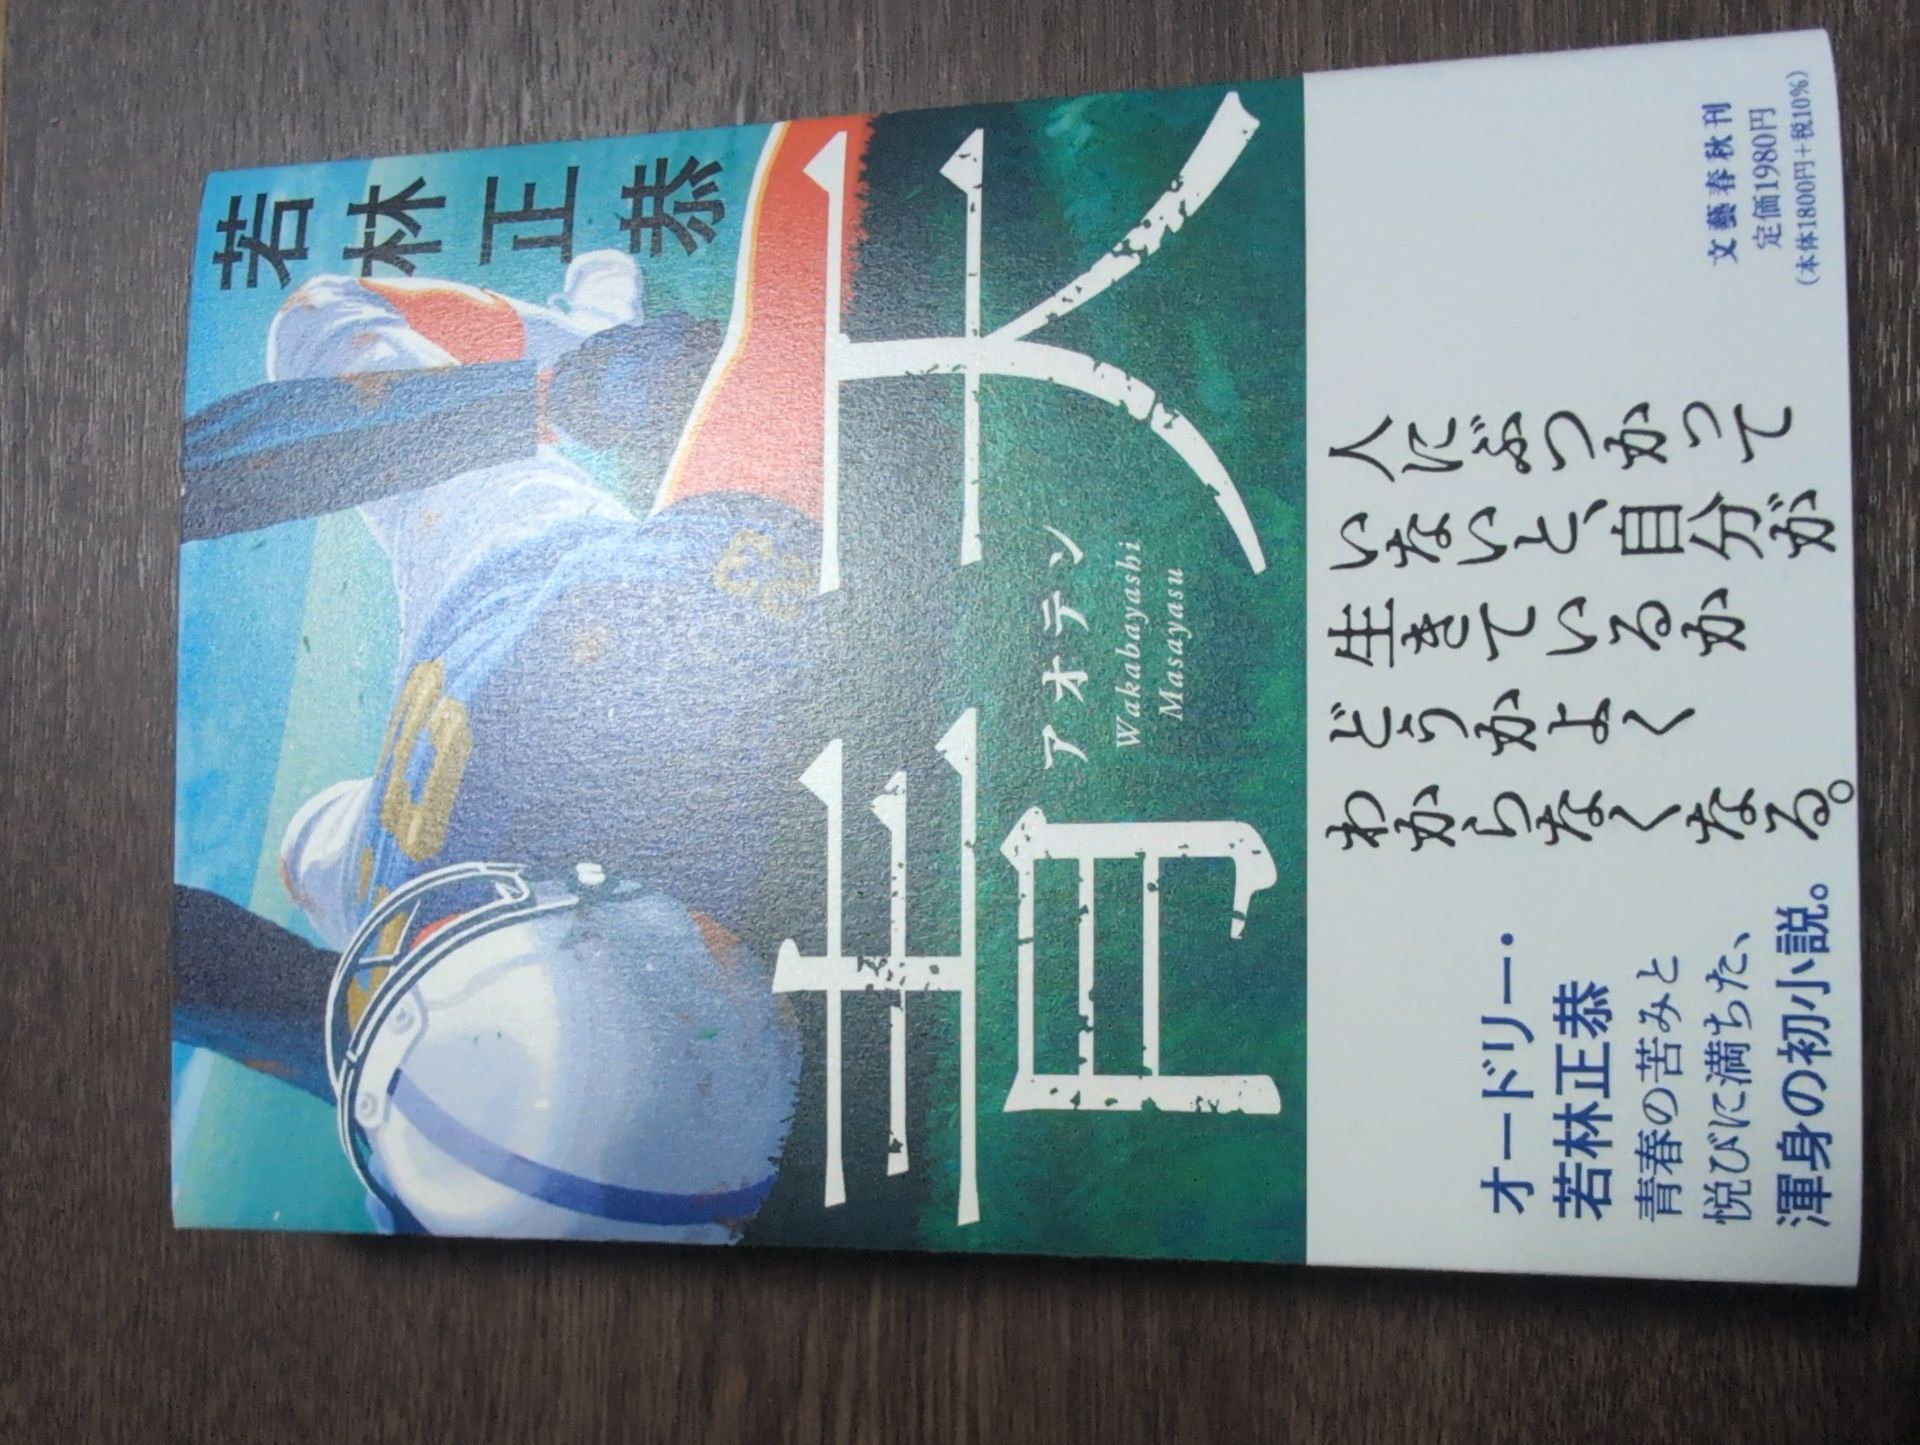 若林正恭
青天
アオテン
Wakabayashi
Masayasu
人にぶつかって
いないと、自分が
生きているか
どうかよく
わからなくなる。
オードリー・
若林正恭
青春の苦みと
悦びに満ちた、
渾身の初小説。
文藝春秋刊
定価1980円
(本体1800円+税10%)